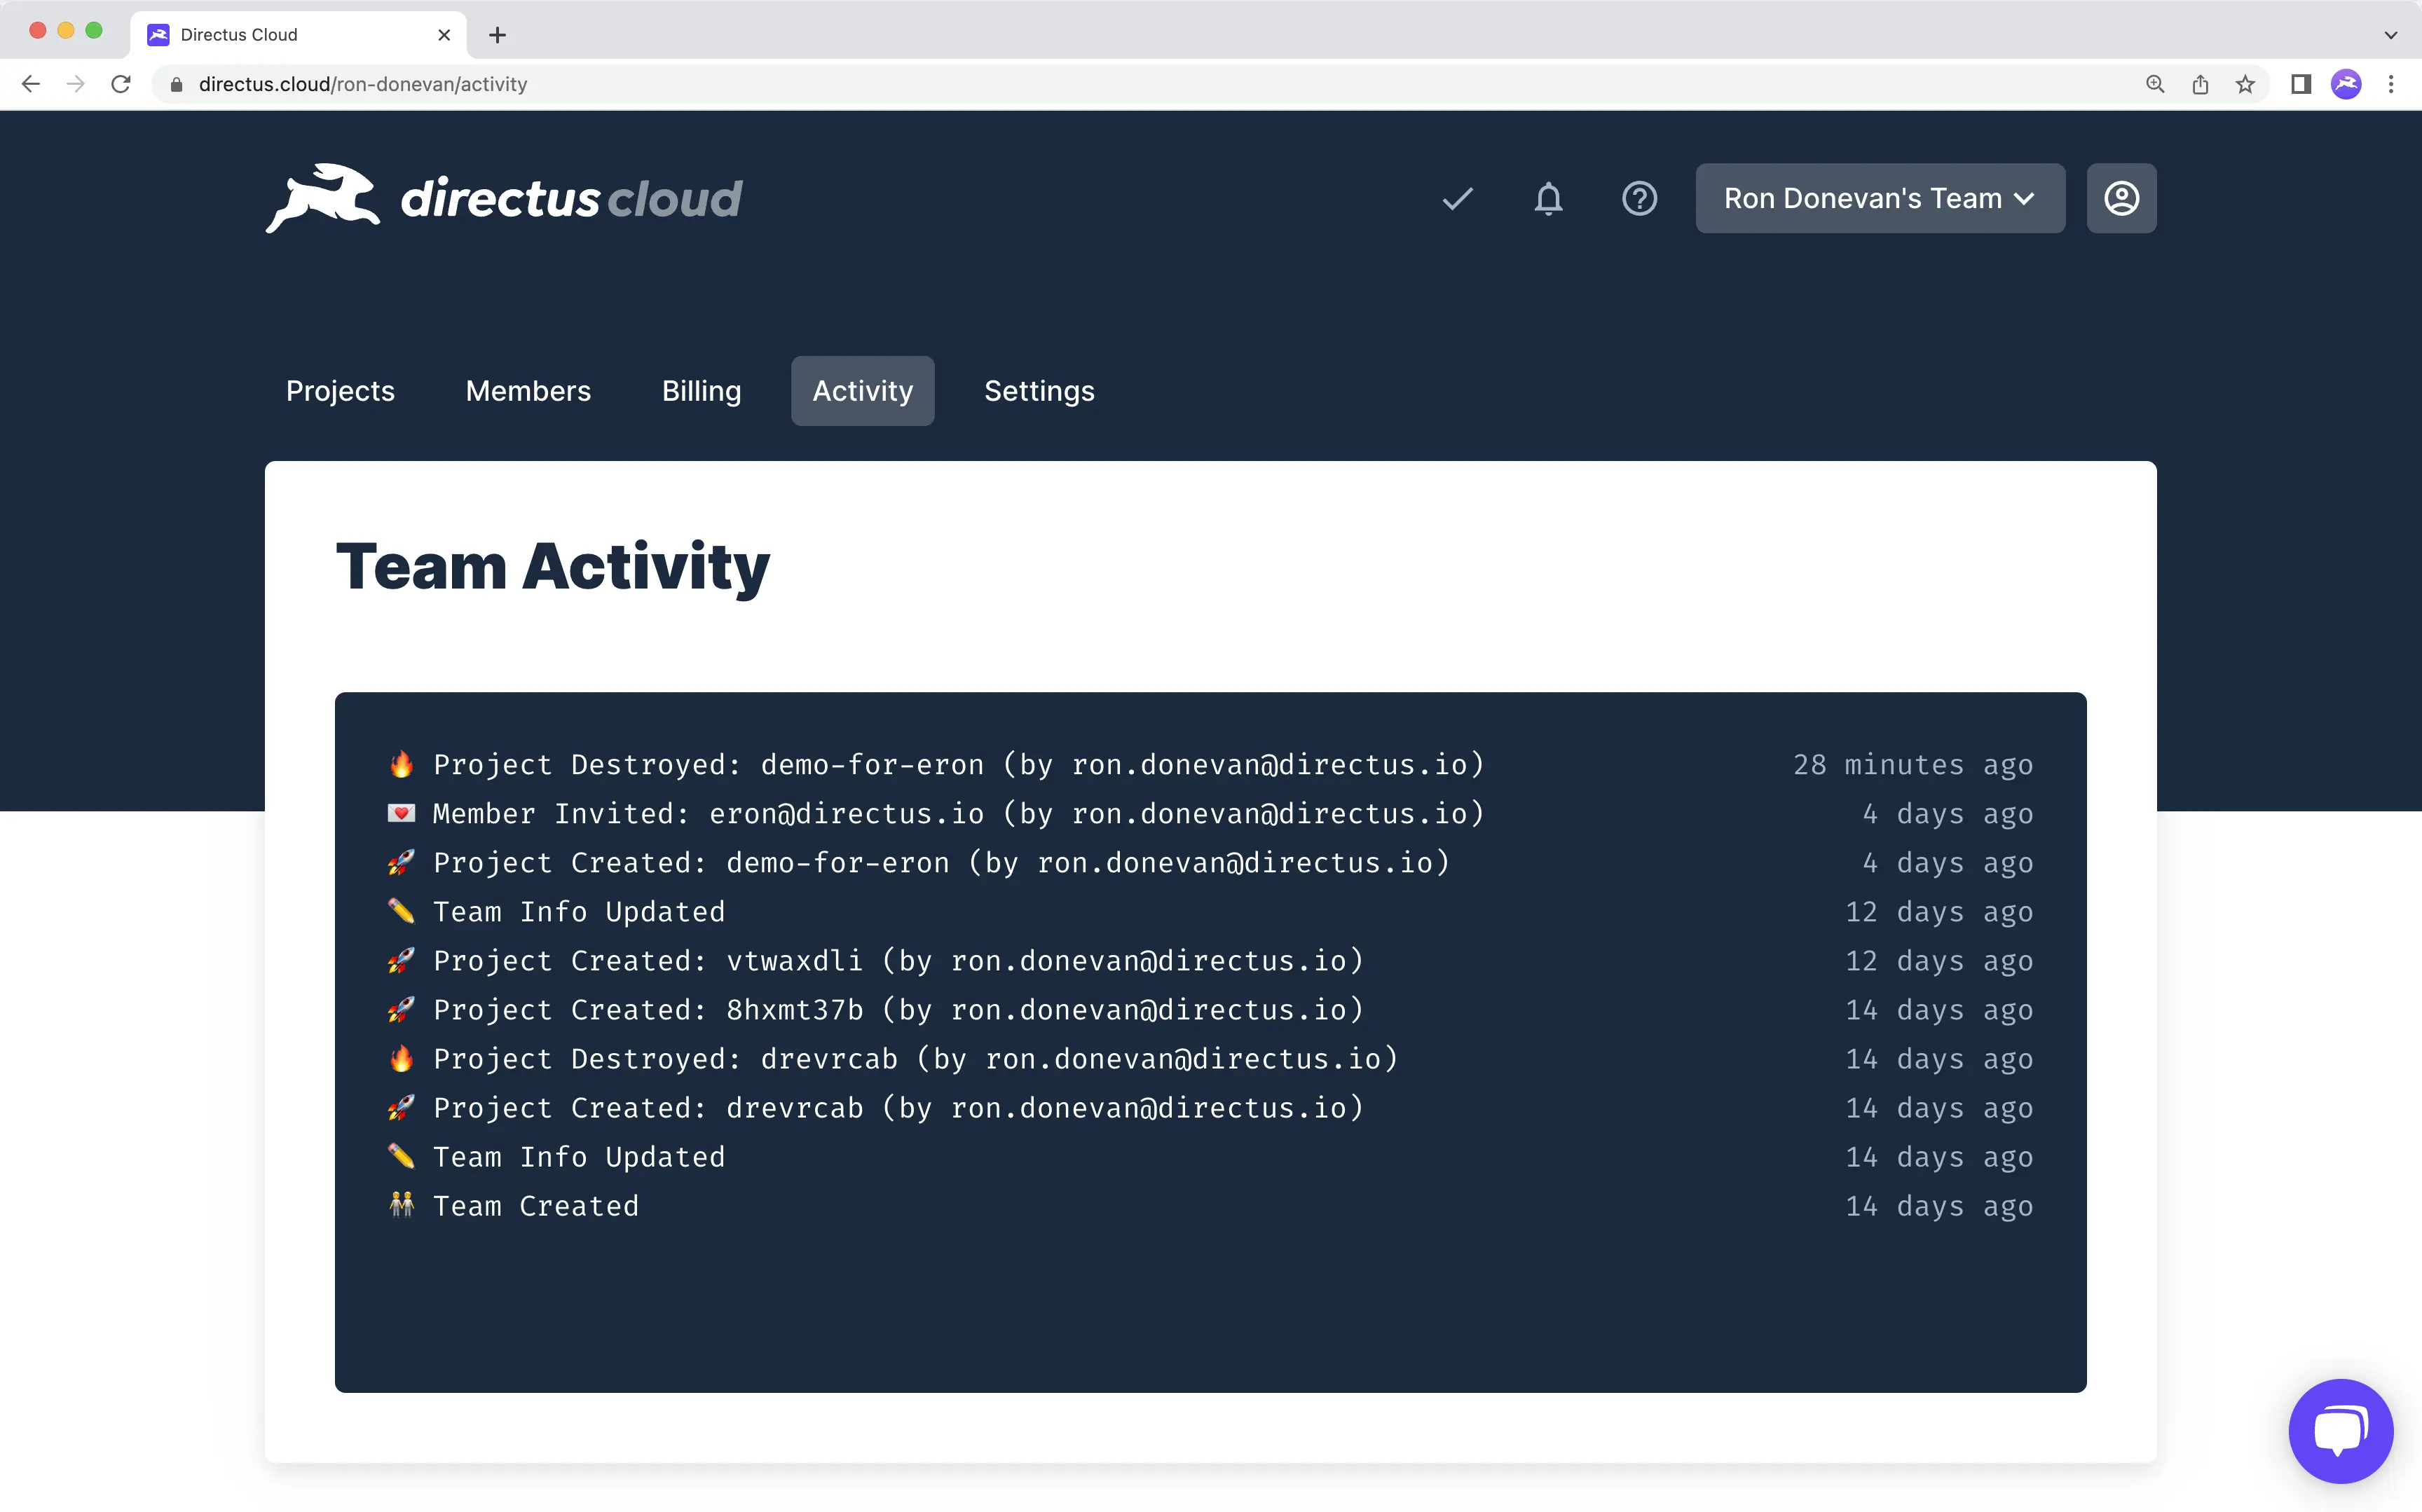 Directus Cloud
directus.cloud/ron-donevan/activity
directus cloud
Ron Donevan's Team
Projects Members Billing Activity Settings
Team Activity
🔥 Project Destroyed: demo-for-eron (by ron.donevan@directus.io) 28 minutes ago
💌 Member Invited: eron@directus.io (by ron.donevan@directus.io) 4 days ago
🚀 Project Created: demo-for-eron (by ron.donevan@directus.io) 4 days ago
✏️ Team Info Updated 12 days ago
🚀 Project Created: vtwaxdli (by ron.donevan@directus.io) 12 days ago
🚀 Project Created: 8hxmt37b (by ron.donevan@directus.io) 14 days ago
🔥 Project Destroyed: drevrcab (by ron.donevan@directus.io) 14 days ago
🚀 Project Created: drevrcab (by ron.donevan@directus.io) 14 days ago
✏️ Team Info Updated 14 days ago
🧑‍🤝‍🧑 Team Created 14 days ago